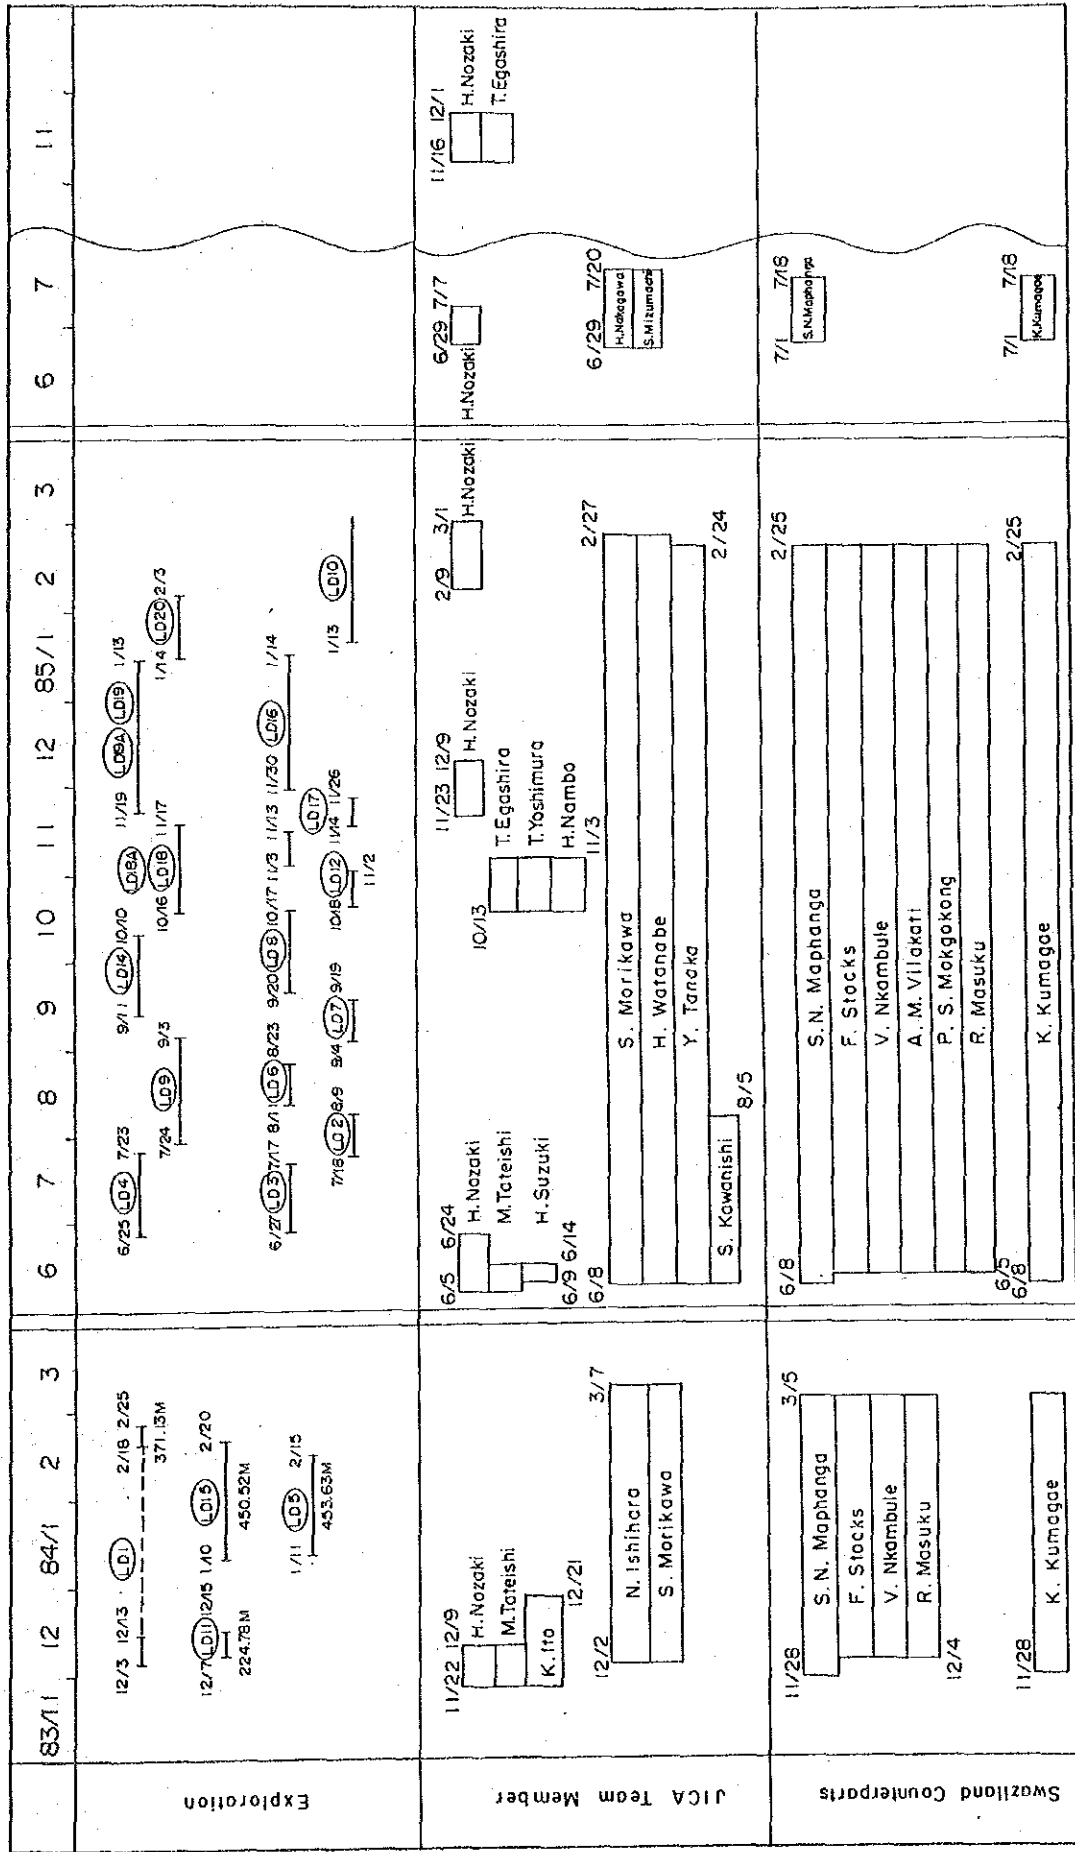 83/11 12 84/1 2 3 6 7 8 9 10 11 12 85/1 2 3 6 7 11
Exploration
12/3 12/13 LD1 2/18 2/25
371.13M
12/7 LD11 12/15 1/10 LD15 2/20
224.78M 450.52M
1/11 LD5 2/15
453.63M
6/25 LD4 7/23
7/24 LD9 9/3
9/11 LD14 10/10
LD18A
10/16 LD18 11/17
11/19 LD9A LD19 1/13
1/14 LD20 2/3
6/27 LD3 7/17 8/11 LD6 8/23 9/20 LD8 10/17 11/3 11/13 11/30 LD16 1/14
7/18 LD2 8/9 9/4 LD7 9/19 10/18 LD12 11/14 LD17 11/26
11/2
1/13 LD10
JICA Team Member
11/22 12/9
H.Nozaki
M.Tateishi
K.Ito
12/21
12/2 3/7
N. Ishihara
S. Morikawa
6/5 6/24
H.Nozaki
M.Tateishi
H.Suzuki
6/9 6/14
6/8 2/27
S. Morikawa
H. Watanabe
Y. Tanaka
2/24
S. Kawanishi
8/5
10/13
T.Egashira
T.Yoshimura
H.Nambo
11/3
11/23 12/9
H.Nozaki
2/9 3/1
H.Nozaki
6/29 7/7
H.Nozaki
6/29 7/20
H.Nakagawa
S.Mizumachi
11/16 12/1
H.Nozaki
T.Egashira
Swaziland Counterparts
11/28 3/5
S.N. Maphanga
F. Stocks
V. Nkambule
R. Masuku
12/4
11/28
K. Kumagae
6/8 2/25
S.N. Maphanga
F. Stocks
V. Nkambule
A.M. Vilakati
P. S. Mokgokong
R. Masuku
6/5
6/8 2/25
K. Kumagae
7/1 7/18
S.N.Maphanga
7/1 7/18
K.Kumagae